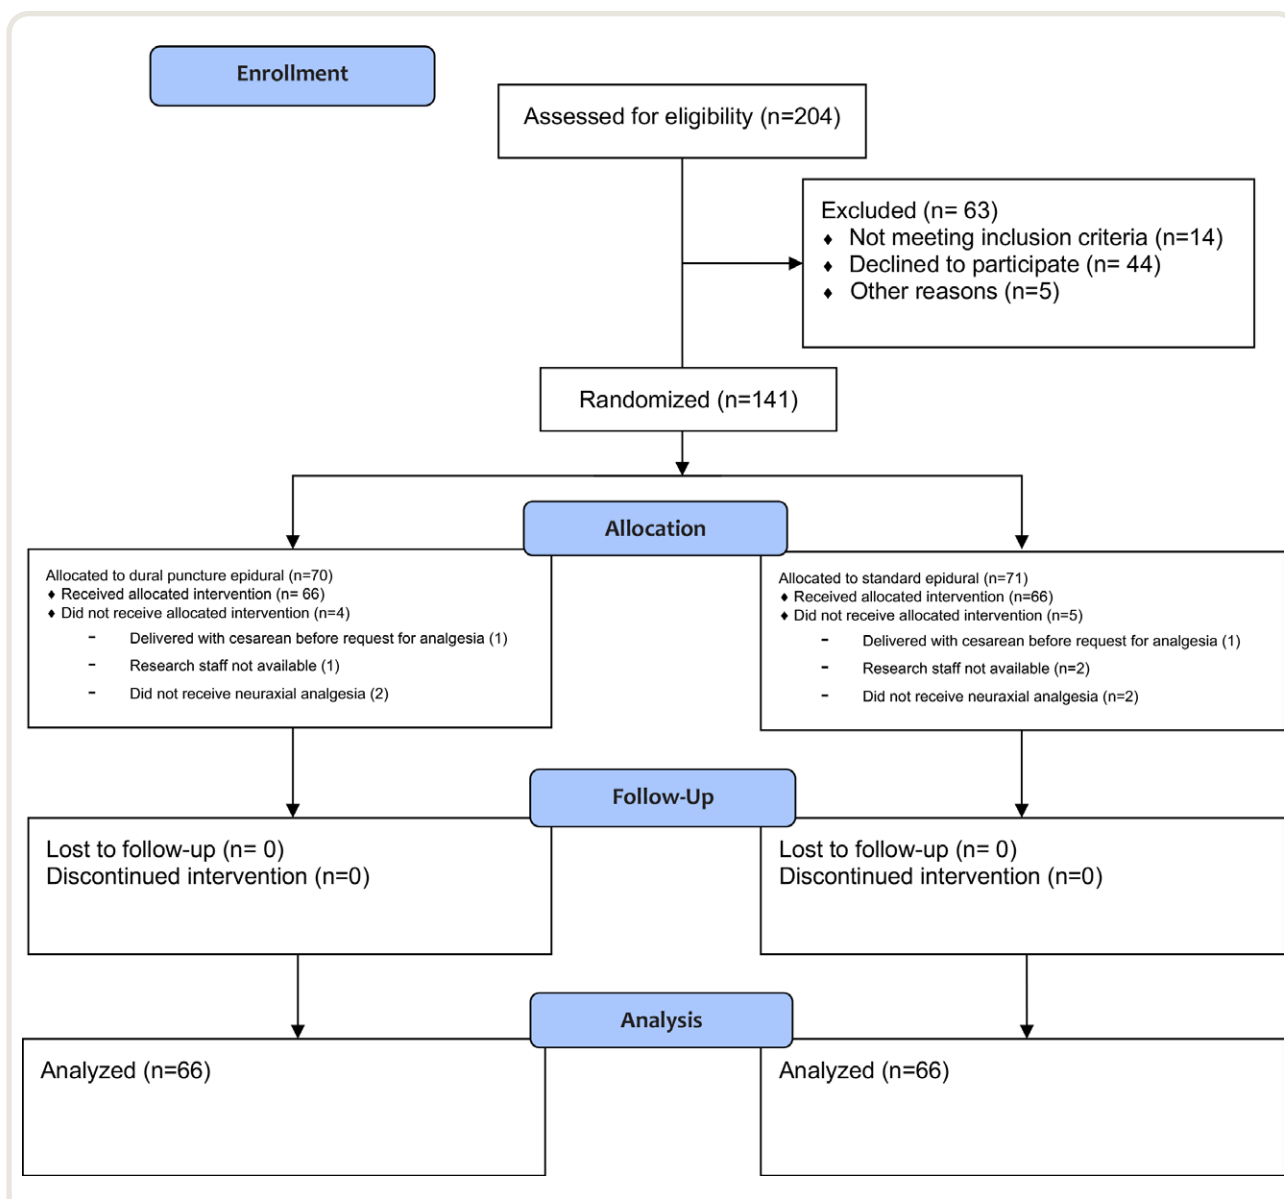 Enrollment
Assessed for eligibility (n=204)
Excluded (n= 63)
♦ Not meeting inclusion criteria (n=14)
♦ Declined to participate (n= 44)
♦ Other reasons (n=5)
Randomized (n=141)
Allocation
Allocated to dural puncture epidural (n=70)
♦ Received allocated intervention (n= 66)
♦ Did not receive allocated intervention (n=4)
- Delivered with cesarean before request for analgesia (1)
- Research staff not available (1)
- Did not receive neuraxial analgesia (2)
Allocated to standard epidural (n=71)
♦ Received allocated intervention (n=66)
♦ Did not receive allocated intervention (n=5)
- Delivered with cesarean before request for analgesia (1)
- Research staff not available (n=2)
- Did not receive neuraxial analgesia (n=2)
Follow-Up
Lost to follow-up (n= 0)
Discontinued intervention (n=0)
Lost to follow-up (n= 0)
Discontinued intervention (n=0)
Analysis
Analyzed (n=66)
Analyzed (n=66)